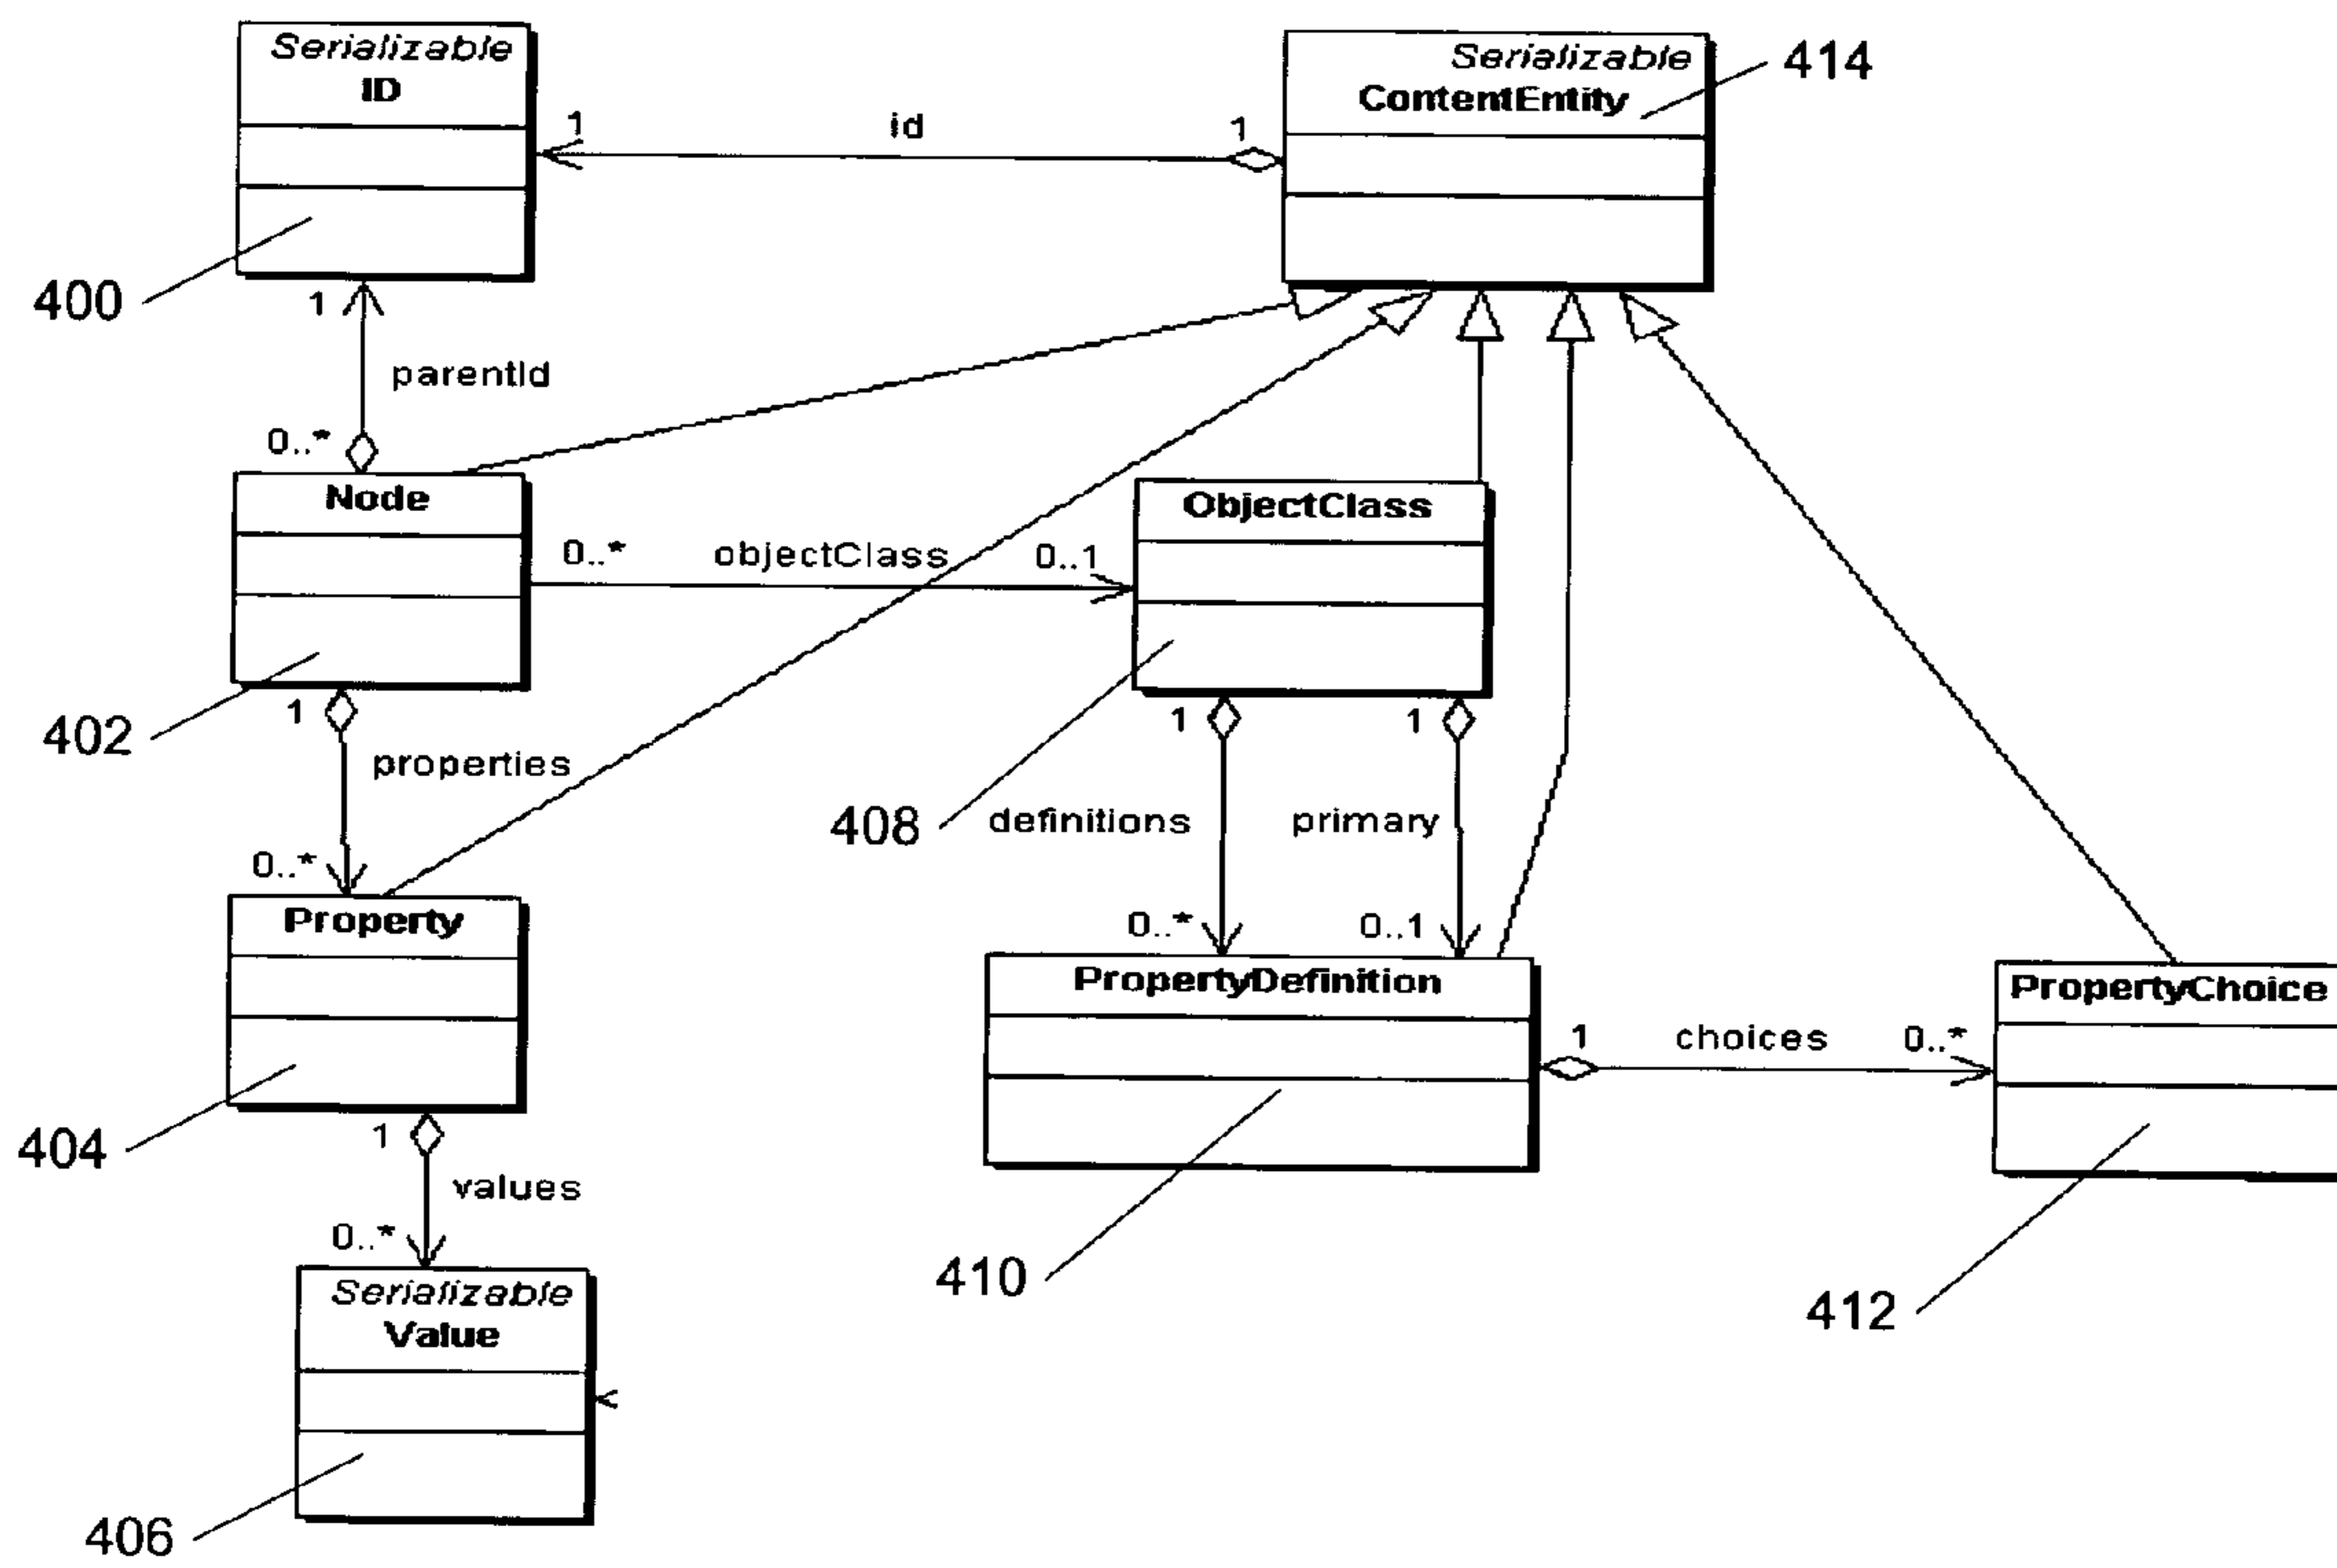 Serializable
ID
Serializable
ContentEntity
414
1
id
1
400
1
parentId
0..*
Node
ObjectClass
0..*
objectClass
0..1
402
1
properties
1
1
408
definitions
primary
0..*
0..*
0..1
Property
PropertyDefinition
PropertyChoice
1
choices
0..*
404
1
values
0..*
410
412
Serializable
Value
406